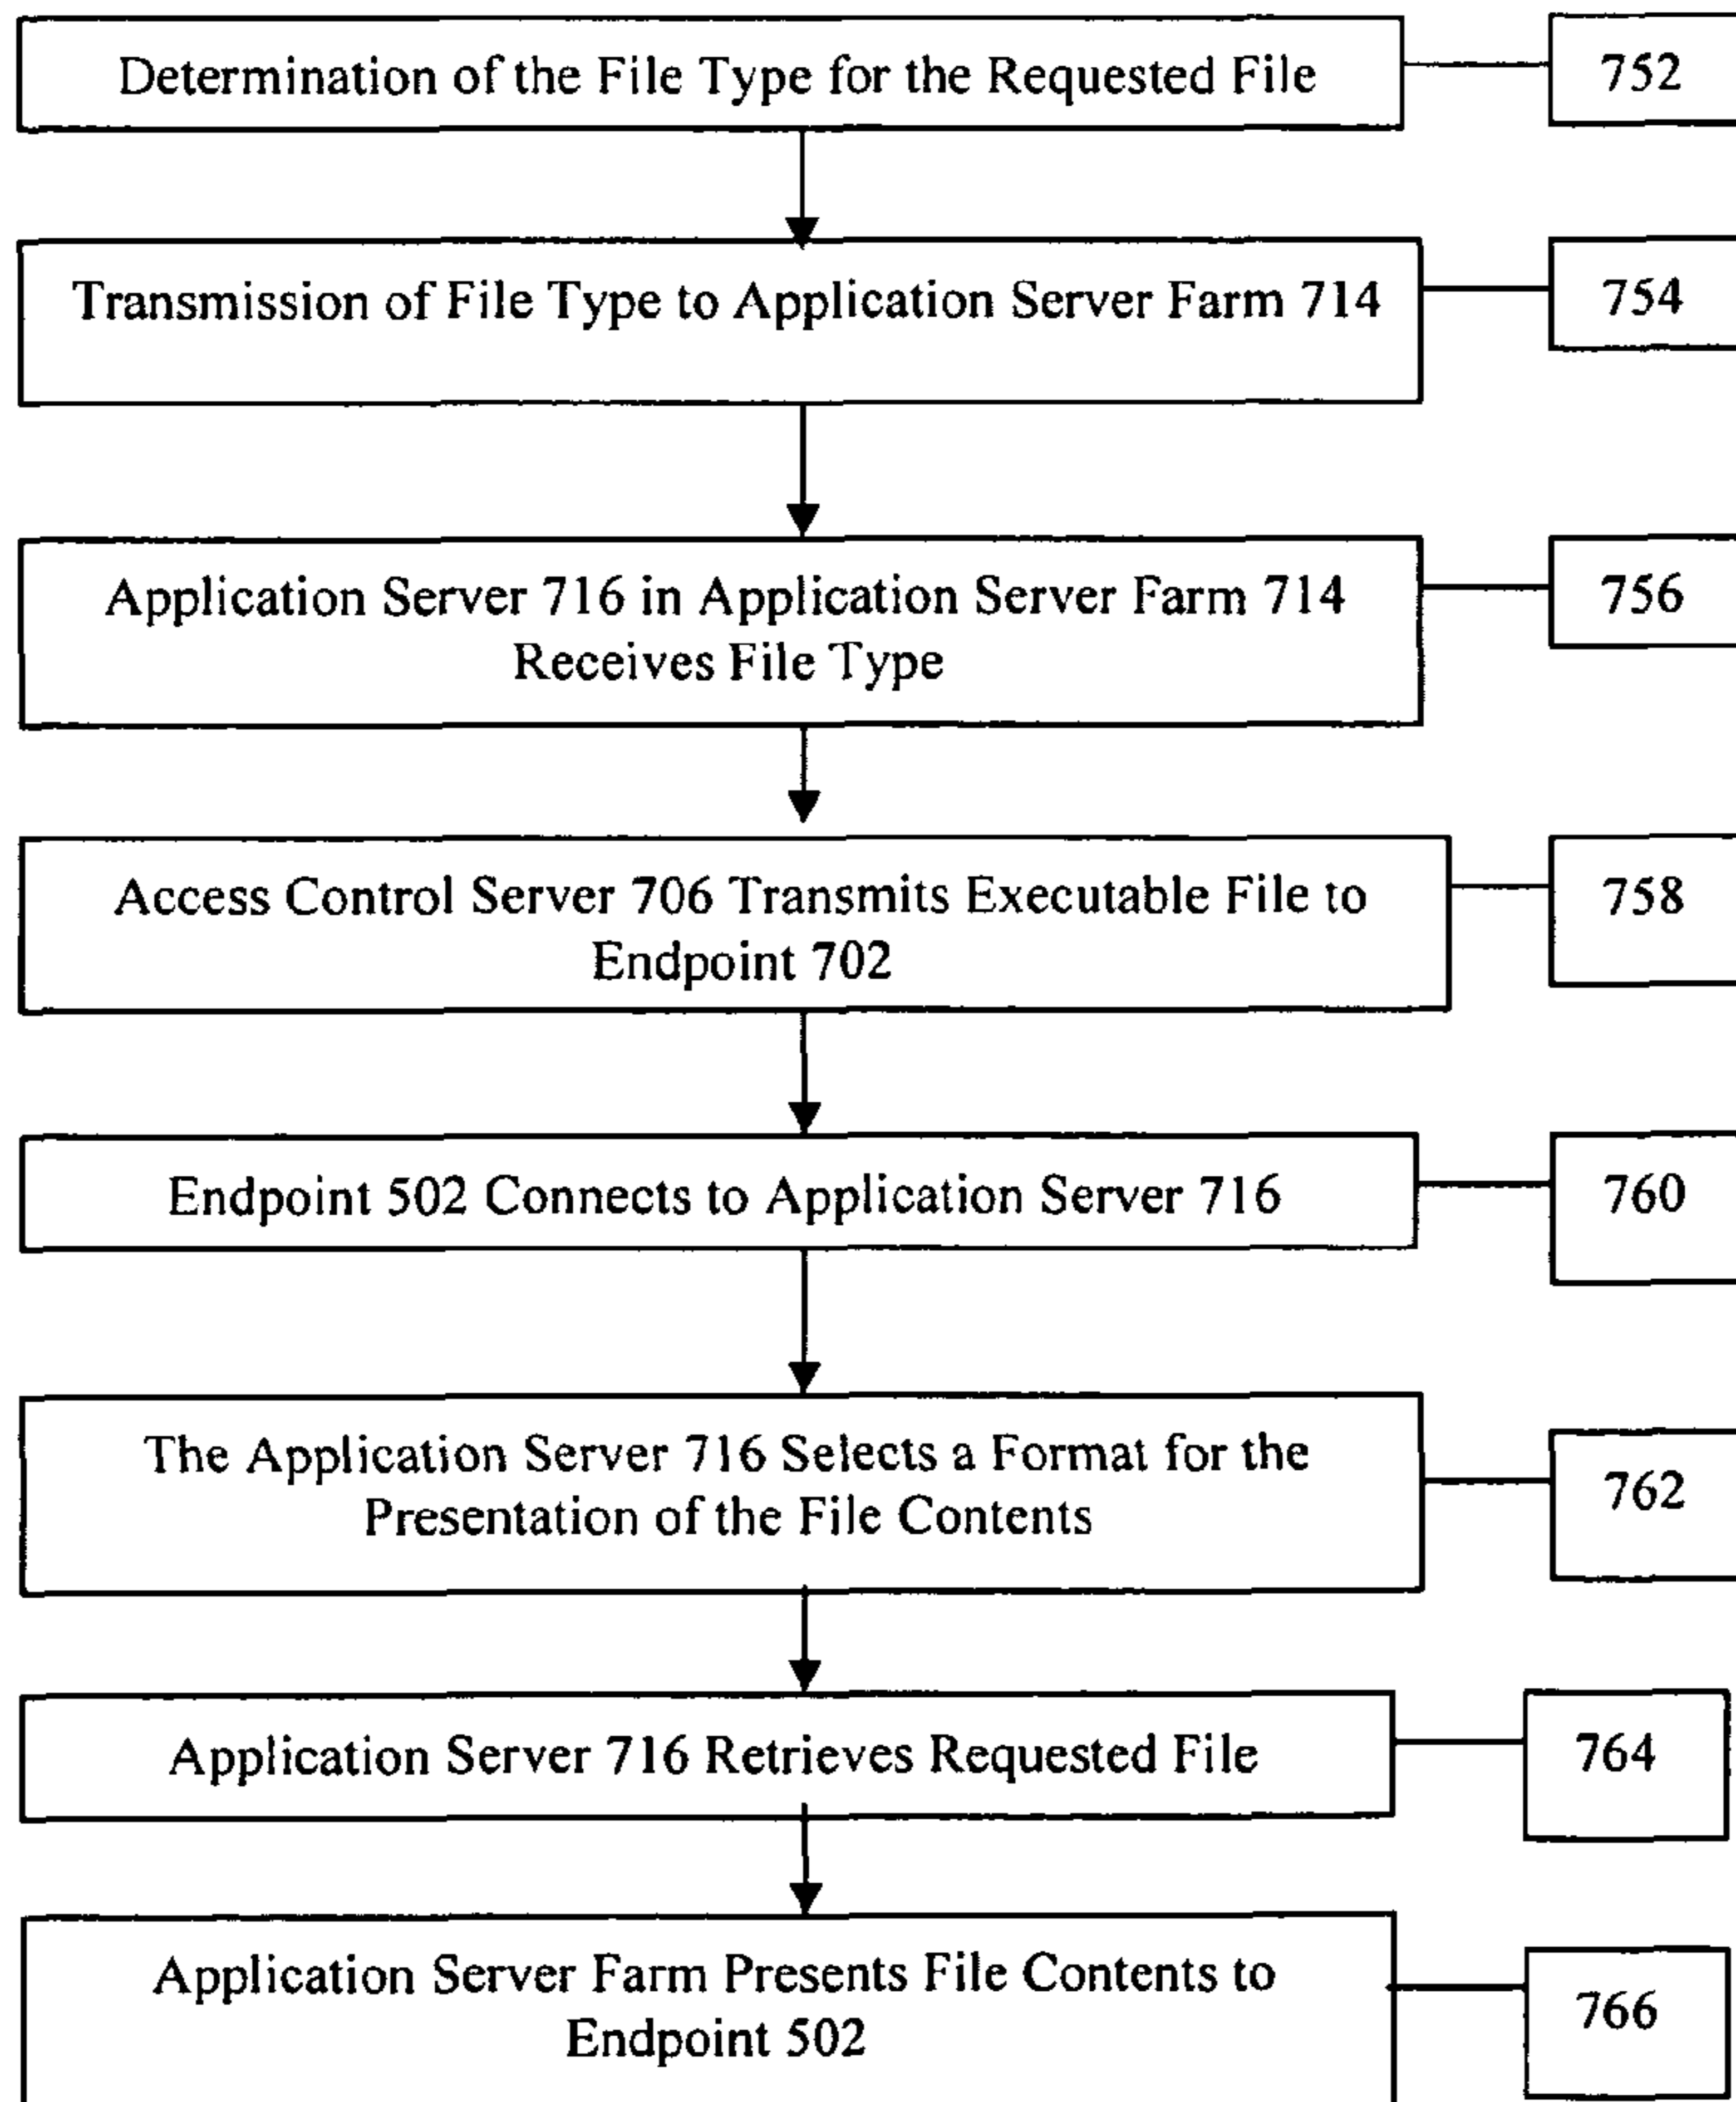 Determination of the File Type for the Requested File
752
Transmission of File Type to Application Server Farm 714
754
Application Server 716 in Application Server Farm 714
Receives File Type
756
Access Control Server 706 Transmits Executable File to
Endpoint 702
758
Endpoint 502 Connects to Application Server 716
760
The Application Server 716 Selects a Format for the
Presentation of the File Contents
762
Application Server 716 Retrieves Requested File
764
Application Server Farm Presents File Contents to
Endpoint 502
766